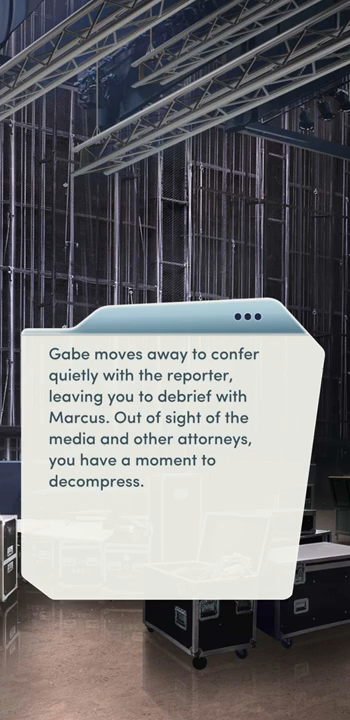 Gabe moves away to confer
quietly with the reporter,
leaving you to debrief with
Marcus. Out of sight of the
media and other attorneys,
you have a moment to
decompress.